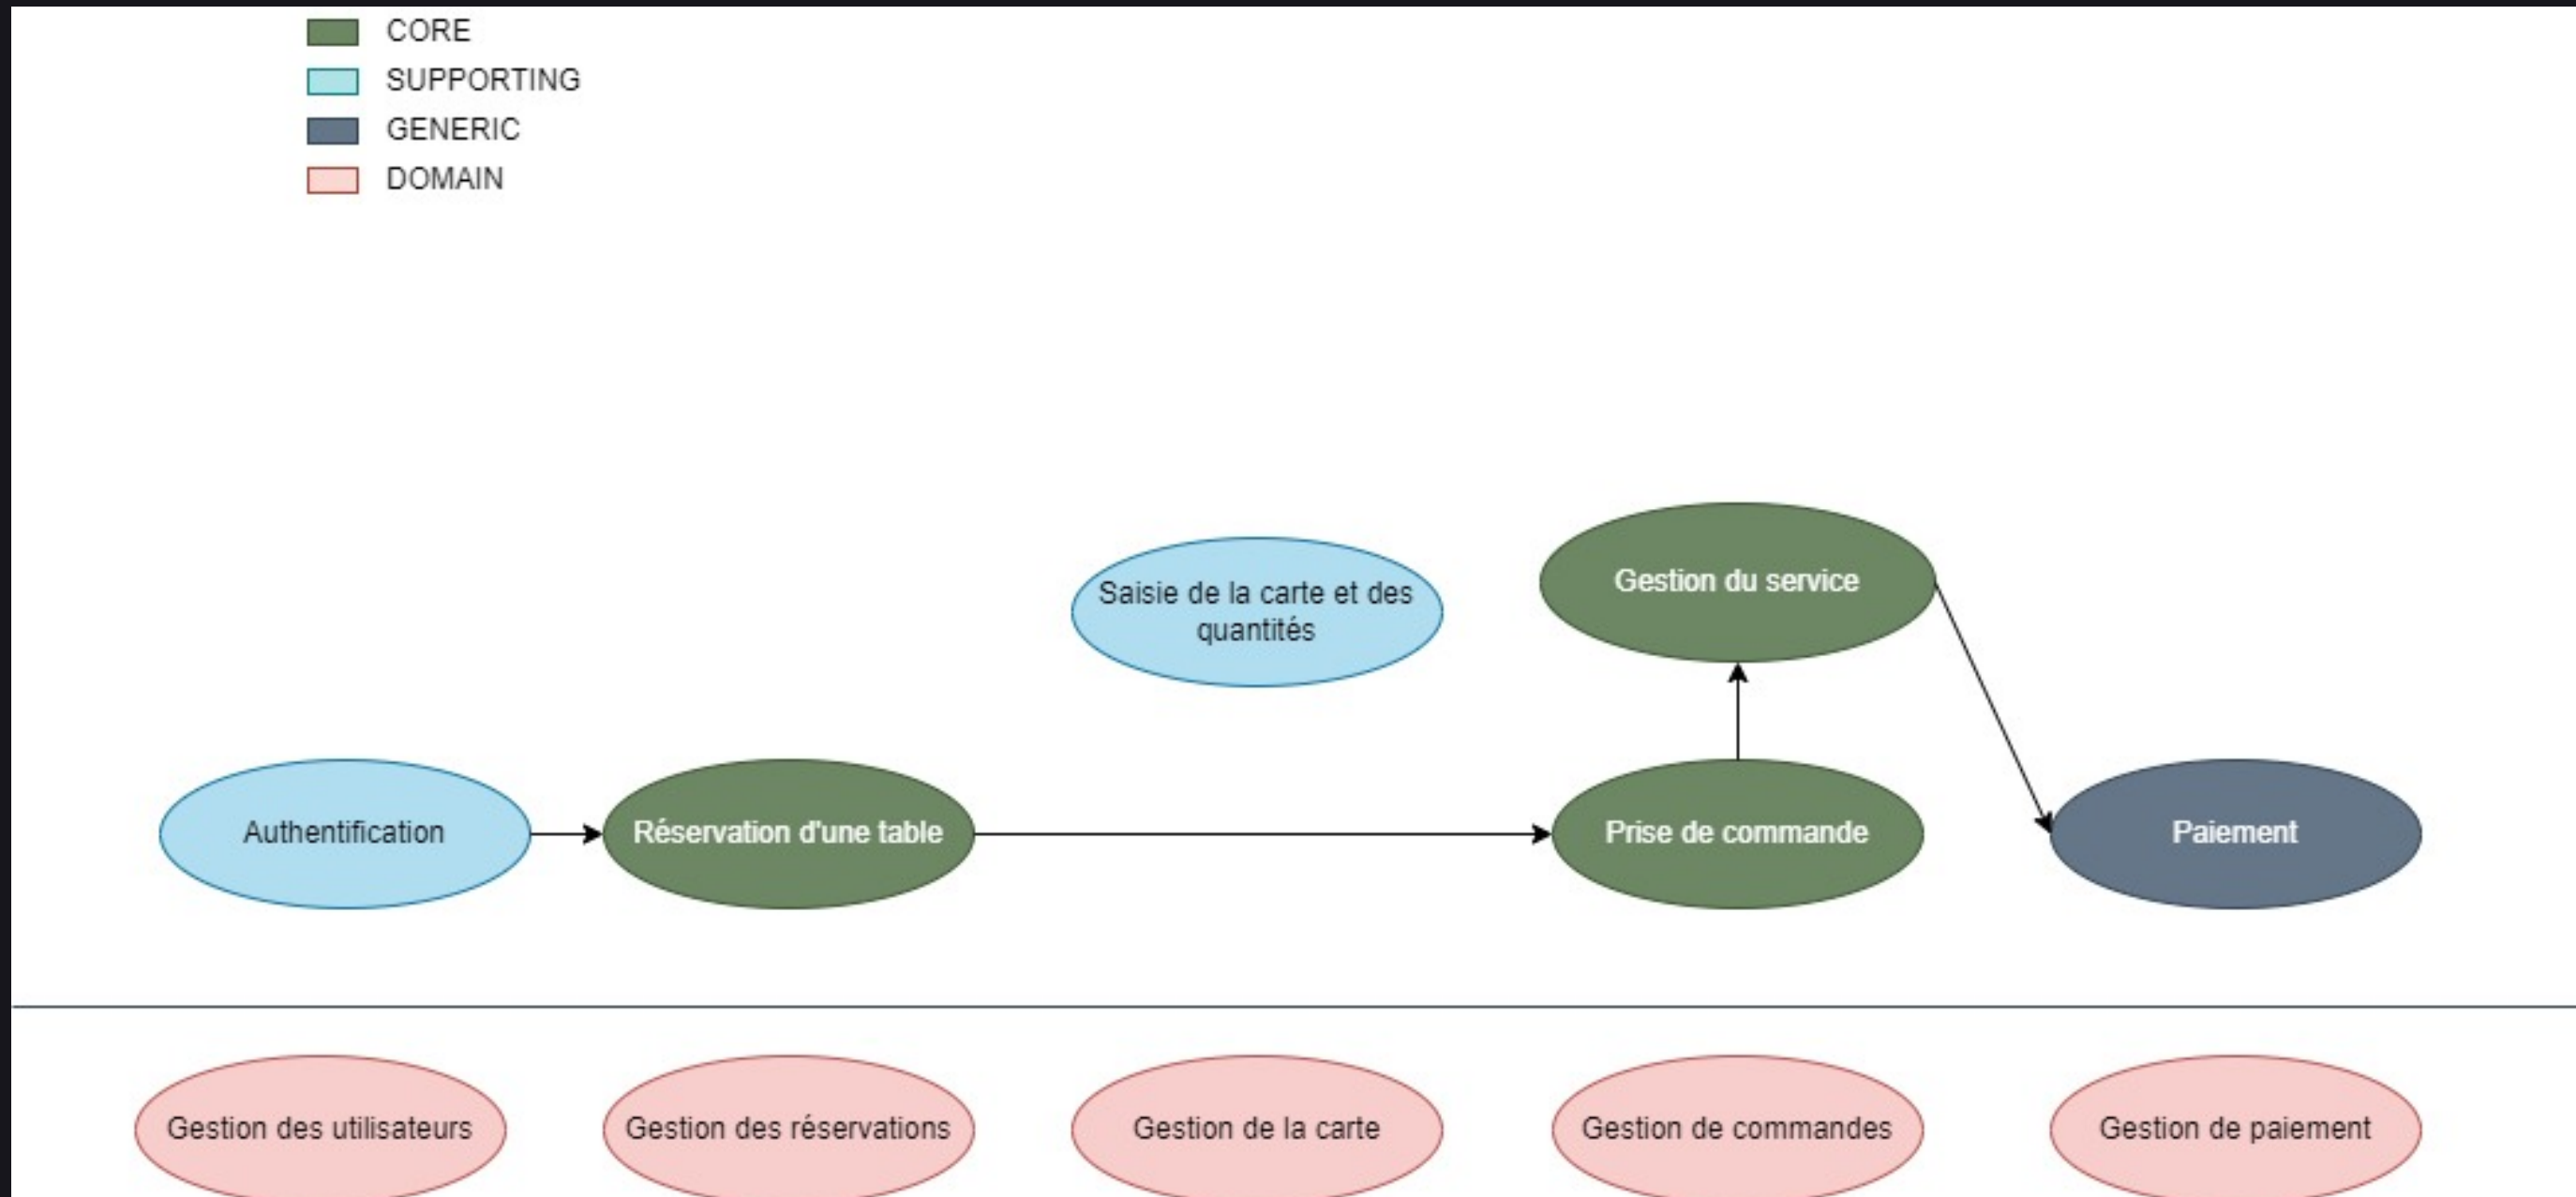 CORE
SUPPORTING
GENERIC
DOMAIN
Saisie de la carte et des
quantités
Gestion du service
Authentification
Réservation d'une table
Prise de commande
Paiement
Gestion des utilisateurs
Gestion des réservations
Gestion de la carte
Gestion de commandes
Gestion de paiement